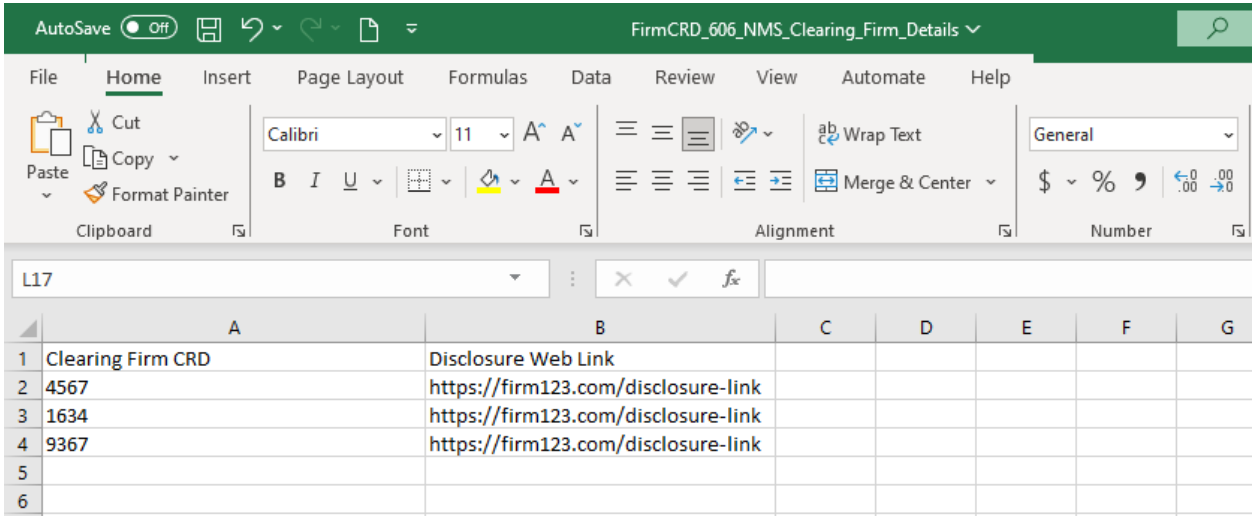 AutoSave Off FirmCRD_606_NMS_Clearing_Firm_Details
File Home Insert Page Layout Formulas Data Review View Automate Help
Cut
Copy
Paste
Format Painter
Clipboard
Calibri 11 A A
B I U A
Font
ab Wrap Text
Merge & Center
Alignment
General
$ % 9 .00 .00
Number
L17 fx
A B C D E F G
1 Clearing Firm CRD Disclosure Web Link
2 4567 https://firm123.com/disclosure-link
3 1634 https://firm123.com/disclosure-link
4 9367 https://firm123.com/disclosure-link
5
6